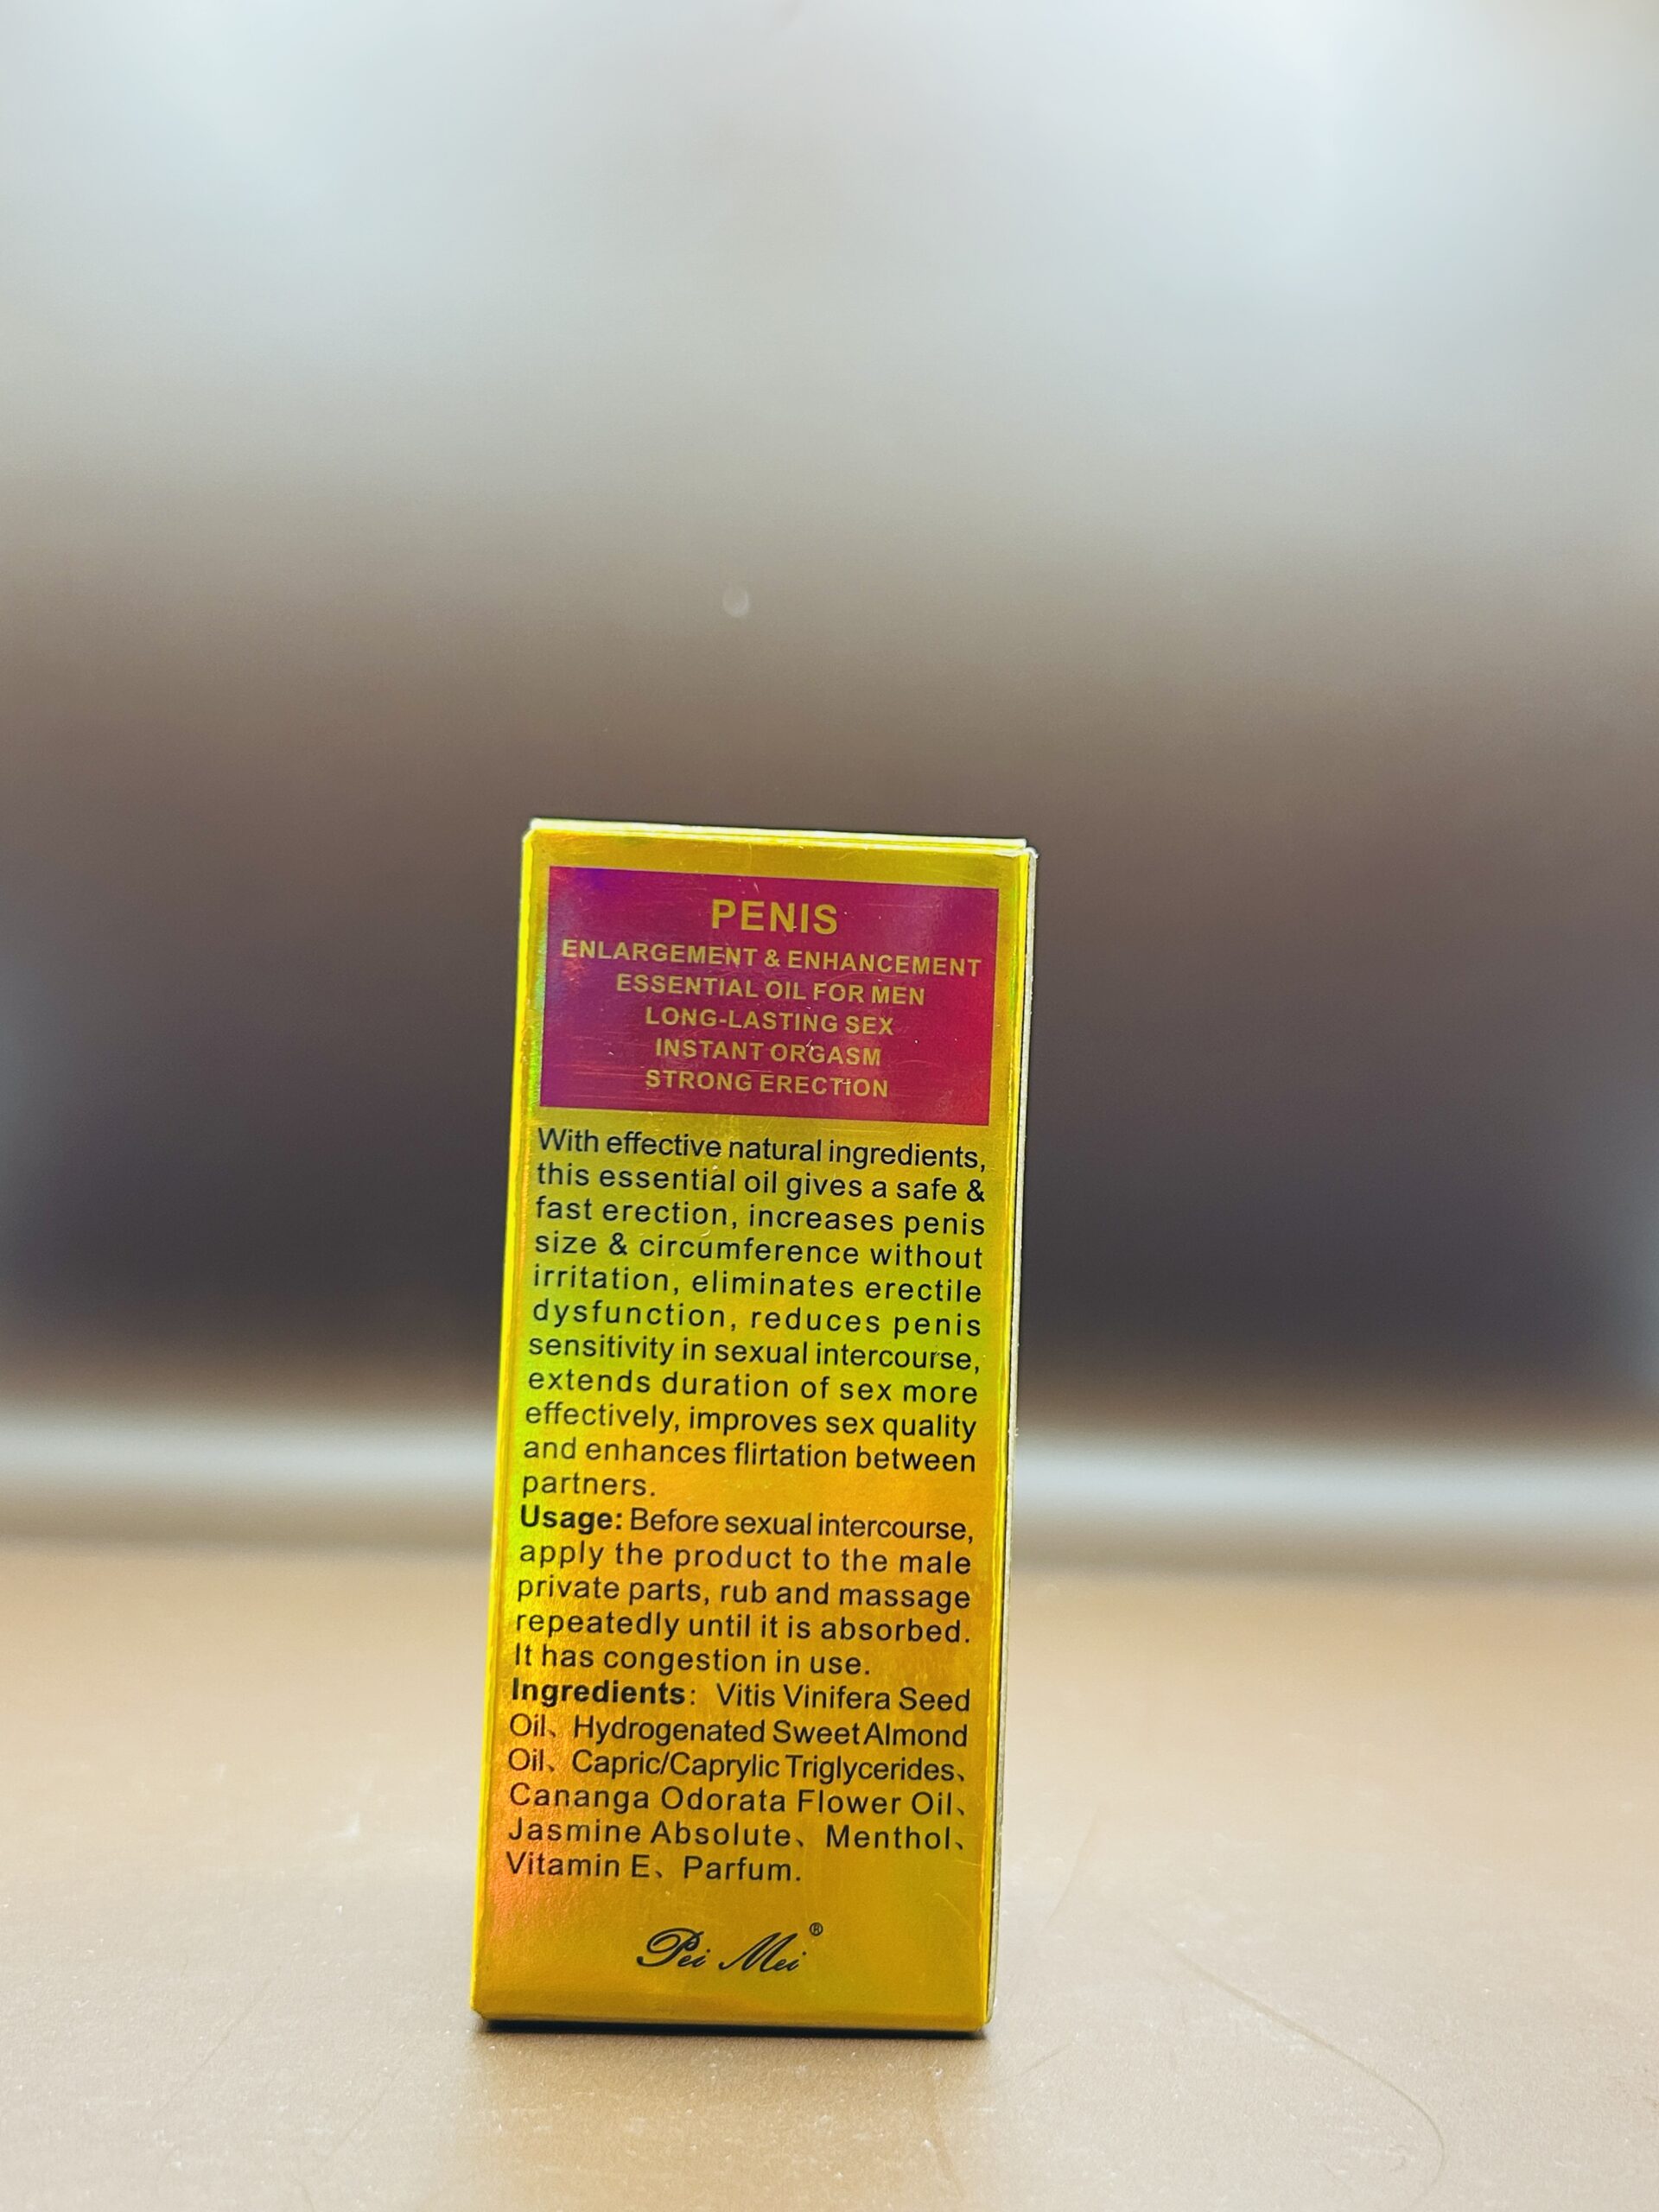 PENIS
ENLARGEMENT & ENHANCEMENT
ESSENTIAL OIL FOR MEN
LONG-LASTING SEX
INSTANT ORGASM
STRONG ERECTION
With effective natural ingredients,
this essential oil gives a safe &
fast erection, increases penis
size & circumference without
irritation, eliminates erectile
dysfunction, reduces penis
sensitivity in sexual intercourse,
extends duration of sex more
effectively, improves sex quality
and enhances flirtation between
partners.
Usage: Before sexual intercourse,
apply the product to the male
private parts, rub and massage
repeatedly until it is absorbed.
It has congestion in use.
Ingredients: Vitis Vinifera Seed
Oil、Hydrogenated Sweet Almond
Oil、Capric/Caprylic Triglycerides、
Cananga Odorata Flower Oil、
Jasmine Absolute、Menthol、
Vitamin E、Parfum.
Pei Mei®